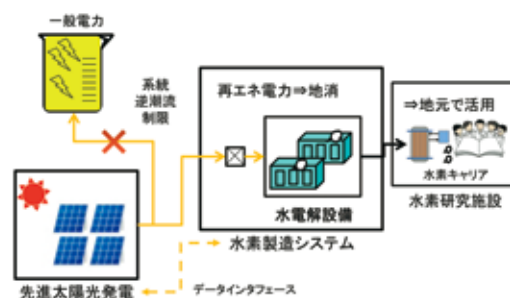 一般電力
系統
逆潮流
制限
再エネ電力⇒地消
⇒地元で活用
水電解設備
水素キャリア
水素研究施設
水素製造システム
先進太陽光発電
データインタフェース